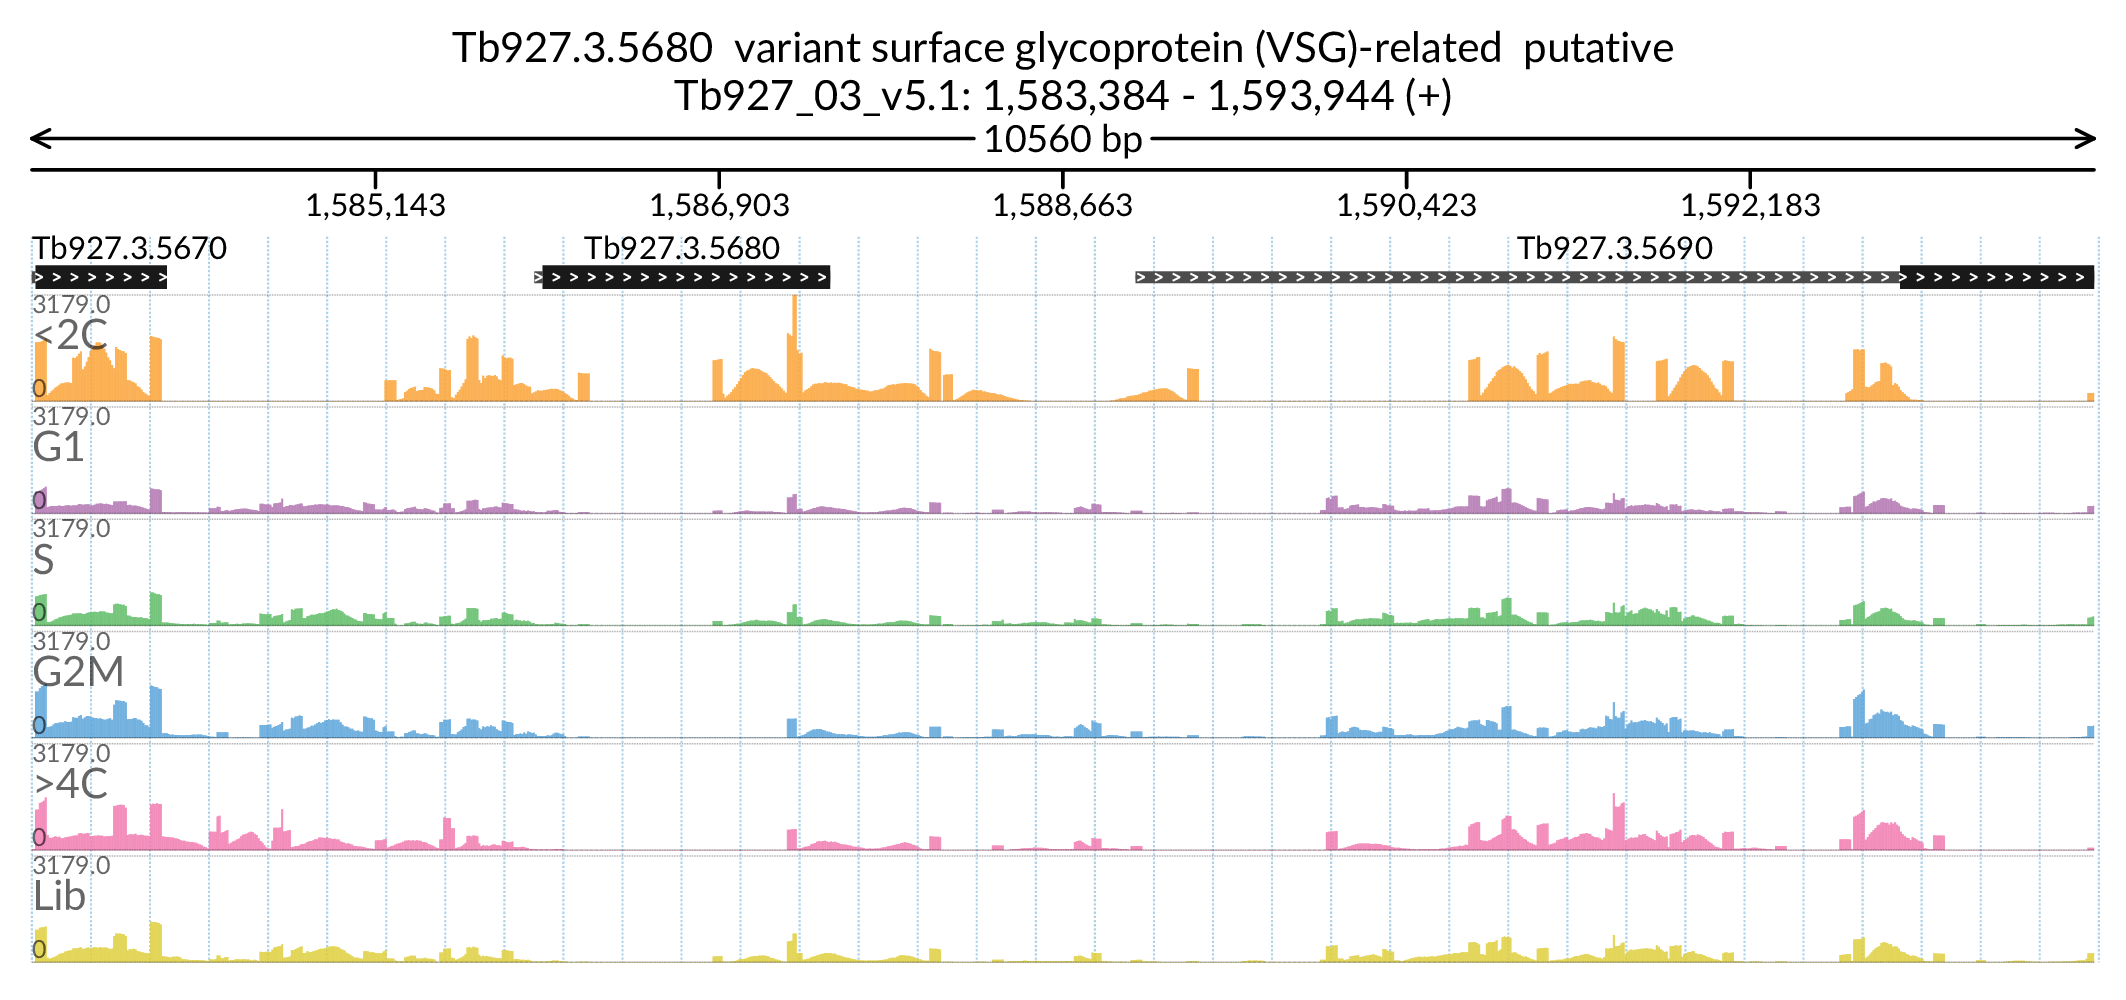 Tb927.3.5680  variant surface glycoprotein (VSG)-related  putative
Tb927_03_v5.1: 1,583,384 - 1,593,944 (+)
10560 bp
1,585,143 1,586,903 1,588,663 1,590,423 1,592,183
Tb927.3.5670 Tb927.3.5680 Tb927.3.5690
3179.0
<2C
0
3179.0
G1
0
3179.0
S
0
3179.0
G2M
0
3179.0
>4C
0
3179.0
Lib
0